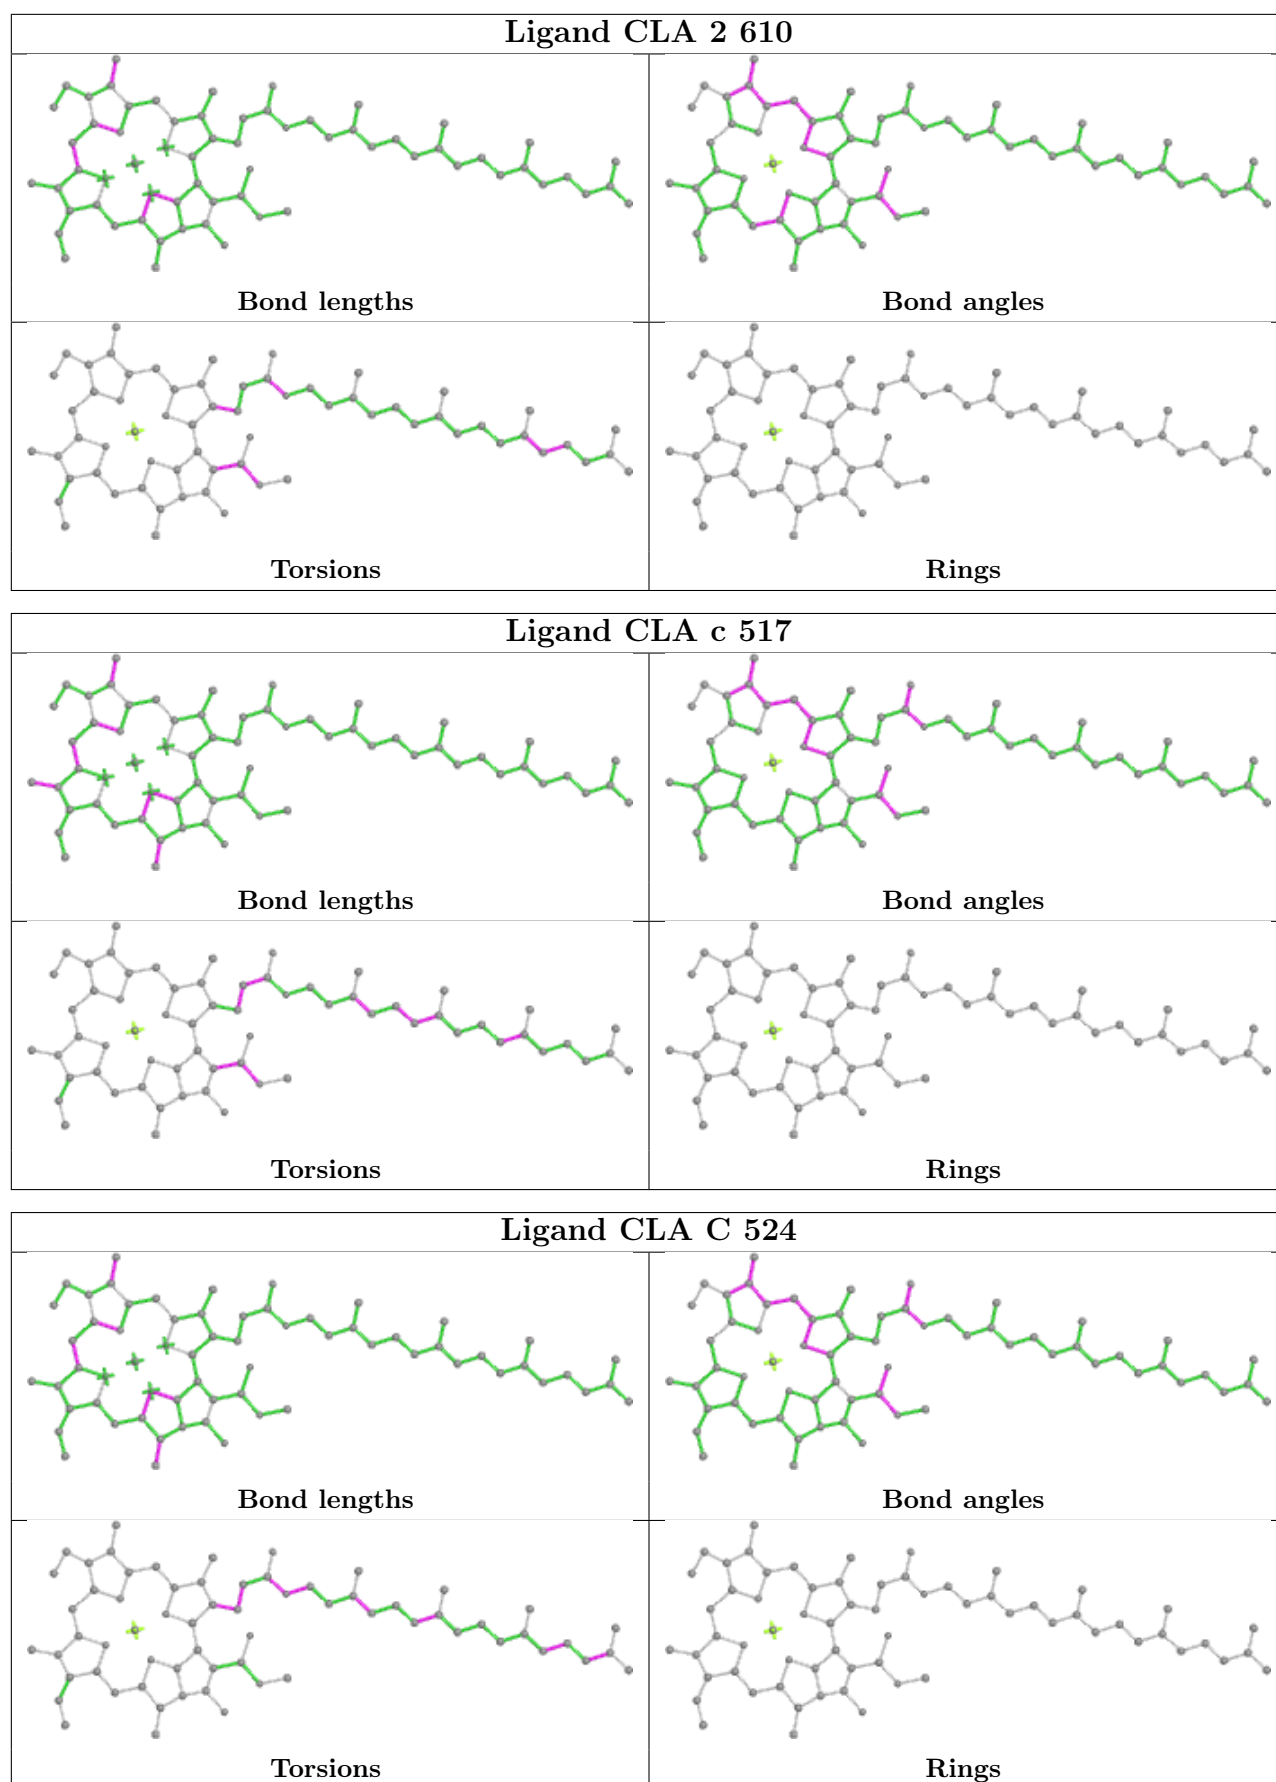 Ligand CLA 2 610
Bond lengths
Bond angles
Torsions
Rings
Ligand CLA c 517
Bond lengths
Bond angles
Torsions
Rings
Ligand CLA C 524
Bond lengths
Bond angles
Torsions
Rings